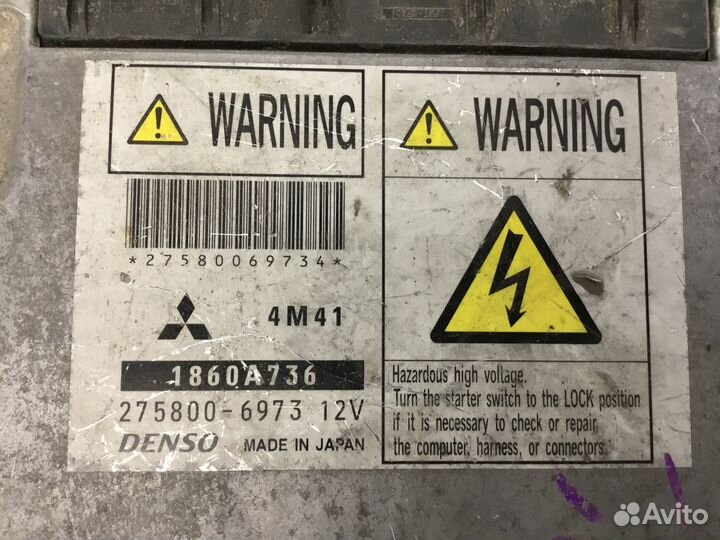 WARNING
*27580069734*
4M41
1860A736
275800-6973 12V
DENSO MADE IN JAPAN
WARNING
Hazardous high voltage.
Turn the starter switch to the LOCK position
if it is necessary to check or repair
the computer, harness, or connectors.
Avito